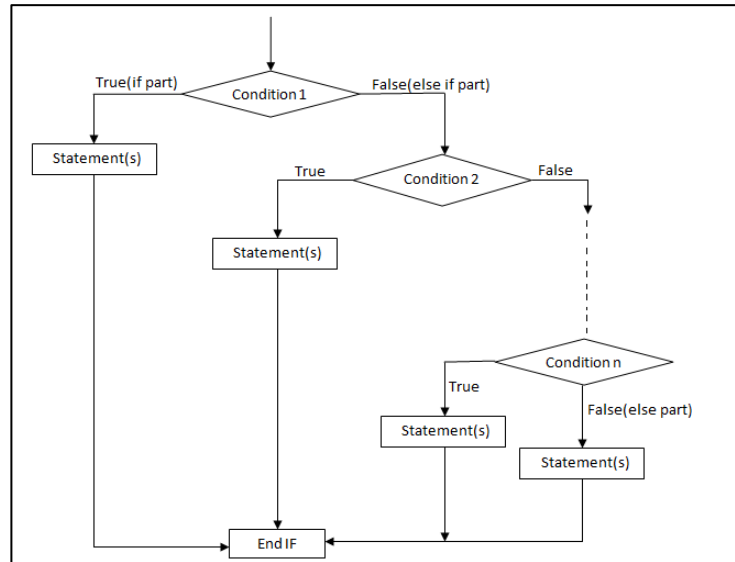 True(if part)
Condition 1
False(else if part)
Statement(s)
True
Condition 2
False
Statement(s)
Condition n
True
False(else part)
Statement(s)
Statement(s)
End IF